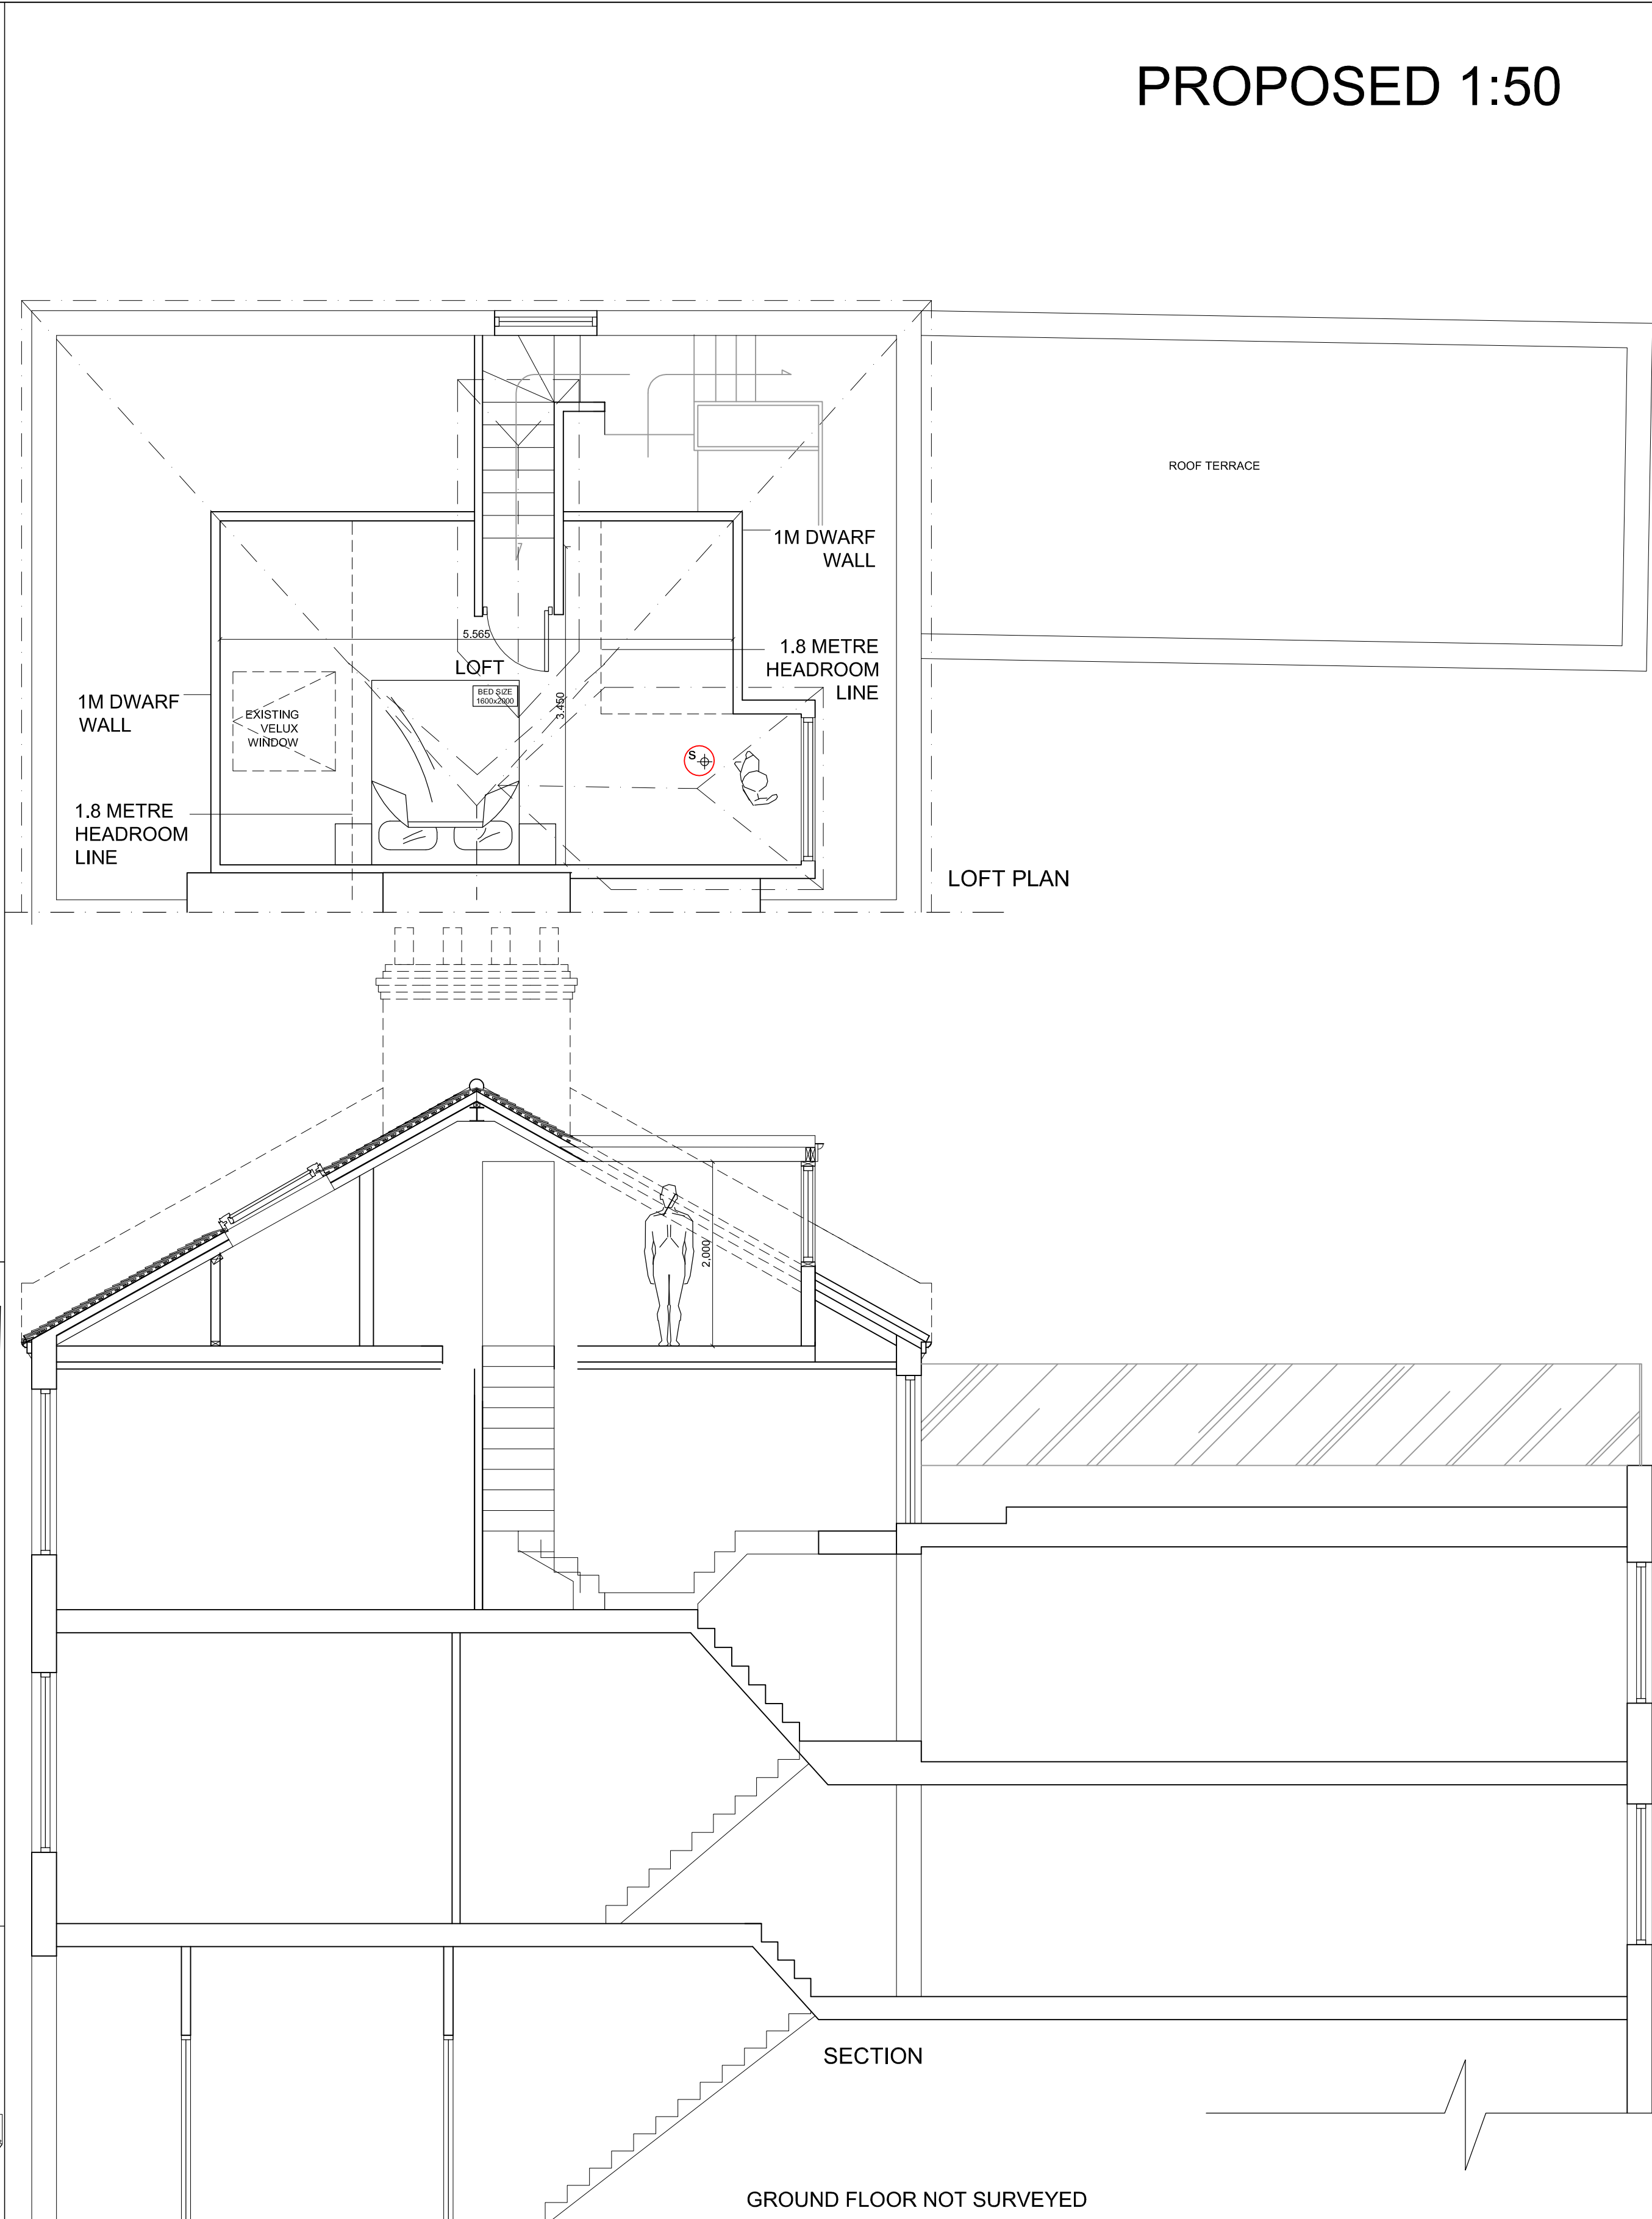 PROPOSED 1:50
ROOF TERRACE
1M DWARF
WALL
5.565
LOFT
1.8 METRE
HEADROOM
LINE
BED SIZE
1600x2000
3.450
1M DWARF
WALL
EXISTING
VELUX
WINDOW
S
1.8 METRE
HEADROOM
LINE
LOFT PLAN
2.000
SECTION
GROUND FLOOR NOT SURVEYED